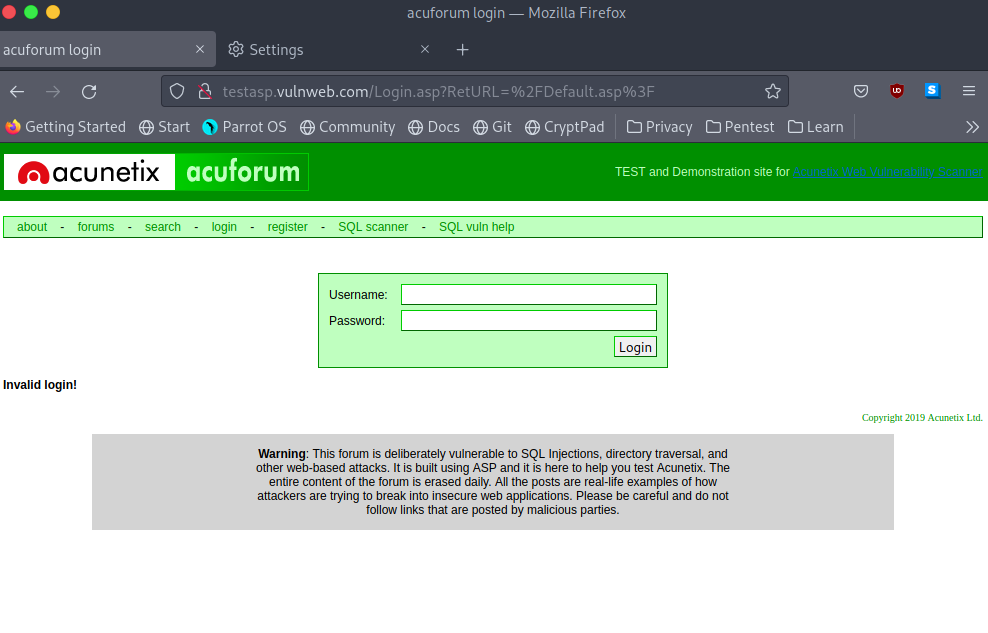 acuforum login — Mozilla Firefox
acuforum login × Settings × +
testasp.vulnweb.com/Login.asp?RetURL=%2FDefault.asp%3F
Getting Started Start Parrot OS Community Docs Git CryptPad Privacy Pentest Learn
acunetix acuforum
TEST and Demonstration site for Acunetix Web Vulnerability Scanner
about - forums - search - login - register - SQL scanner - SQL vuln help
Username:
Password:
Login
Invalid login!
Copyright 2019 Acunetix Ltd.
Warning: This forum is deliberately vulnerable to SQL Injections, directory traversal, and
other web-based attacks. It is built using ASP and it is here to help you test Acunetix. The
entire content of the forum is erased daily. All the posts are real-life examples of how
attackers are trying to break into insecure web applications. Please be careful and do not
follow links that are posted by malicious parties.